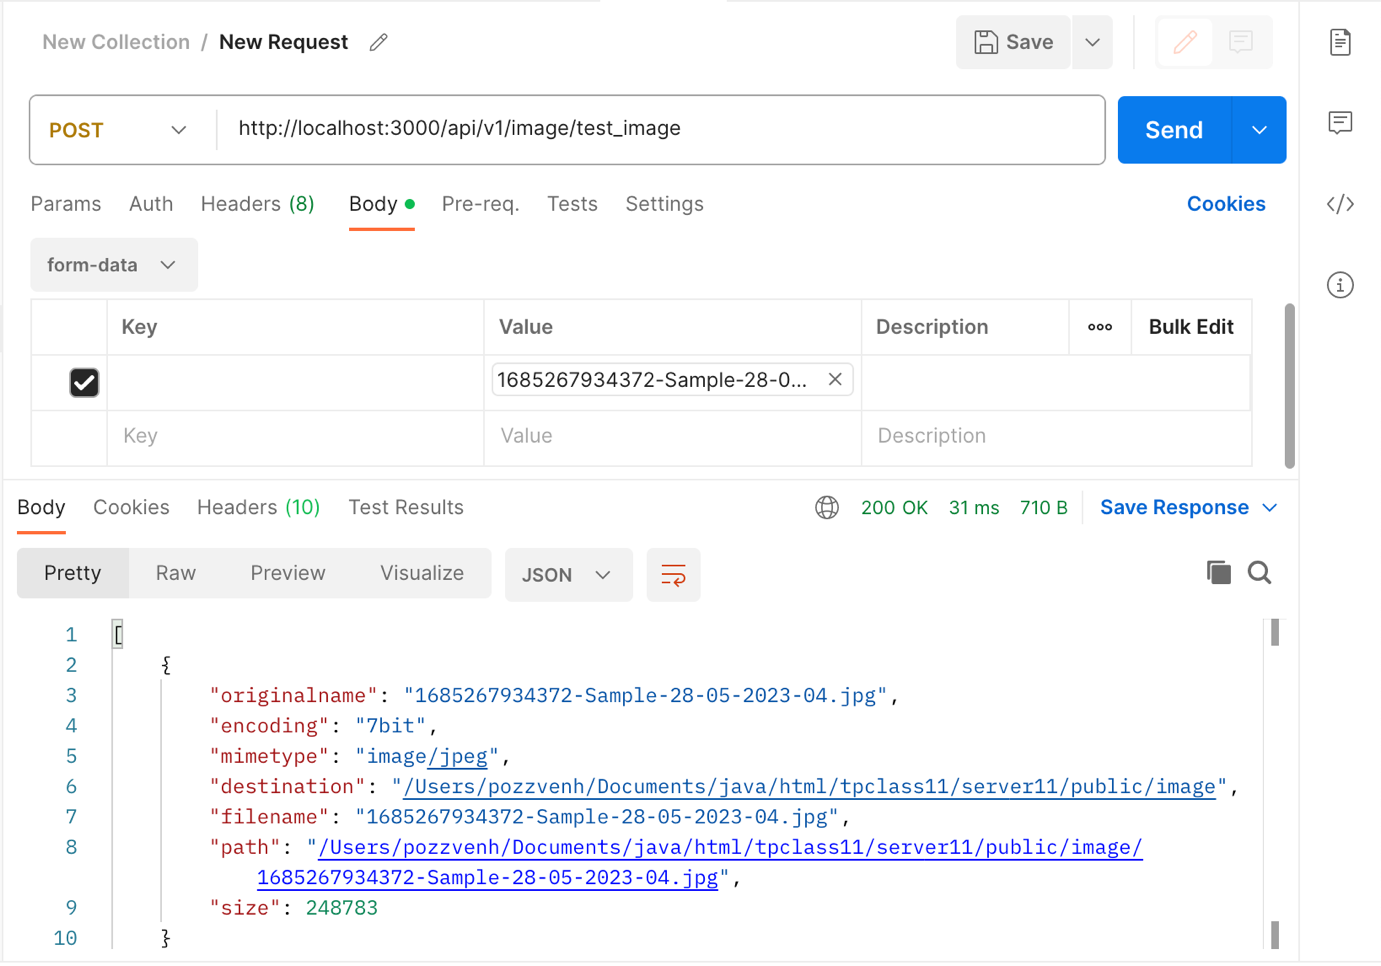 New Collection / New Request
Save
POST
http://localhost:3000/api/v1/image/test_image
Send
Params Auth Headers (8) Body Pre-req. Tests Settings Cookies
form-data
Key Value Description Bulk Edit
1685267934372-Sample-28-0...
Key Value Description
Body Cookies Headers (10) Test Results 200 OK 31 ms 710 B Save Response
Pretty Raw Preview Visualize JSON
1 [
2 {
3 "originalname": "1685267934372-Sample-28-05-2023-04.jpg",
4 "encoding": "7bit",
5 "mimetype": "image/jpeg",
6 "destination": "/Users/pozzvenh/Documents/java/html/tpclass11/server11/public/image",
7 "filename": "1685267934372-Sample-28-05-2023-04.jpg",
8 "path": "/Users/pozzvenh/Documents/java/html/tpclass11/server11/public/image/
1685267934372-Sample-28-05-2023-04.jpg",
9 "size": 248783
10 }